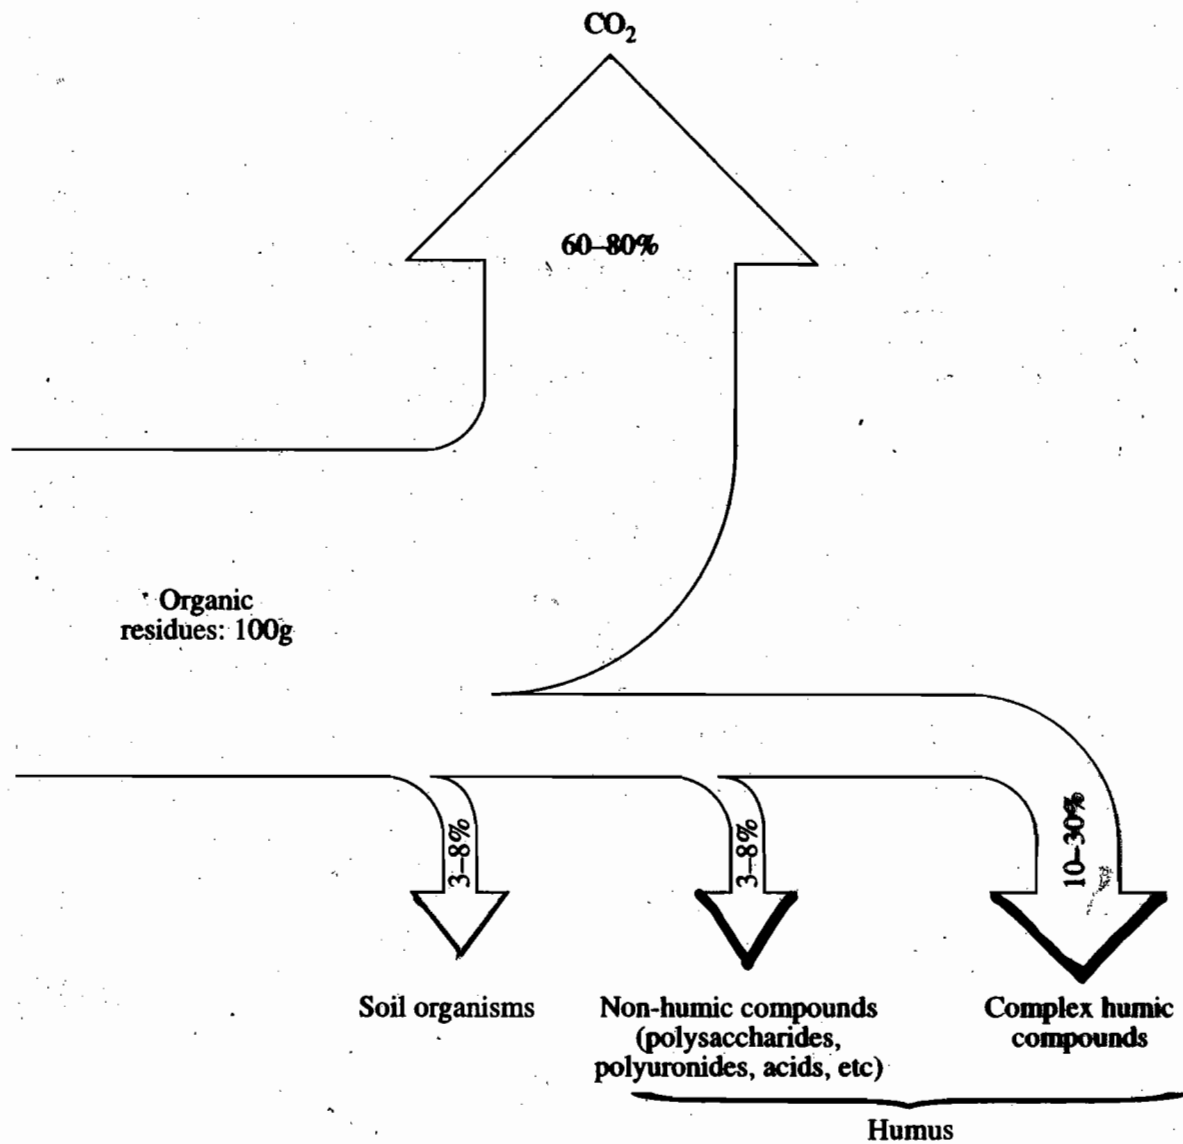 CO₂
60–80%
Organic
residues: 100g
3–8%
3–8%
10–30%
Soil organisms
Non-humic compounds
(polysaccharides,
polyuronides, acids, etc)
Complex humic
compounds
Humus